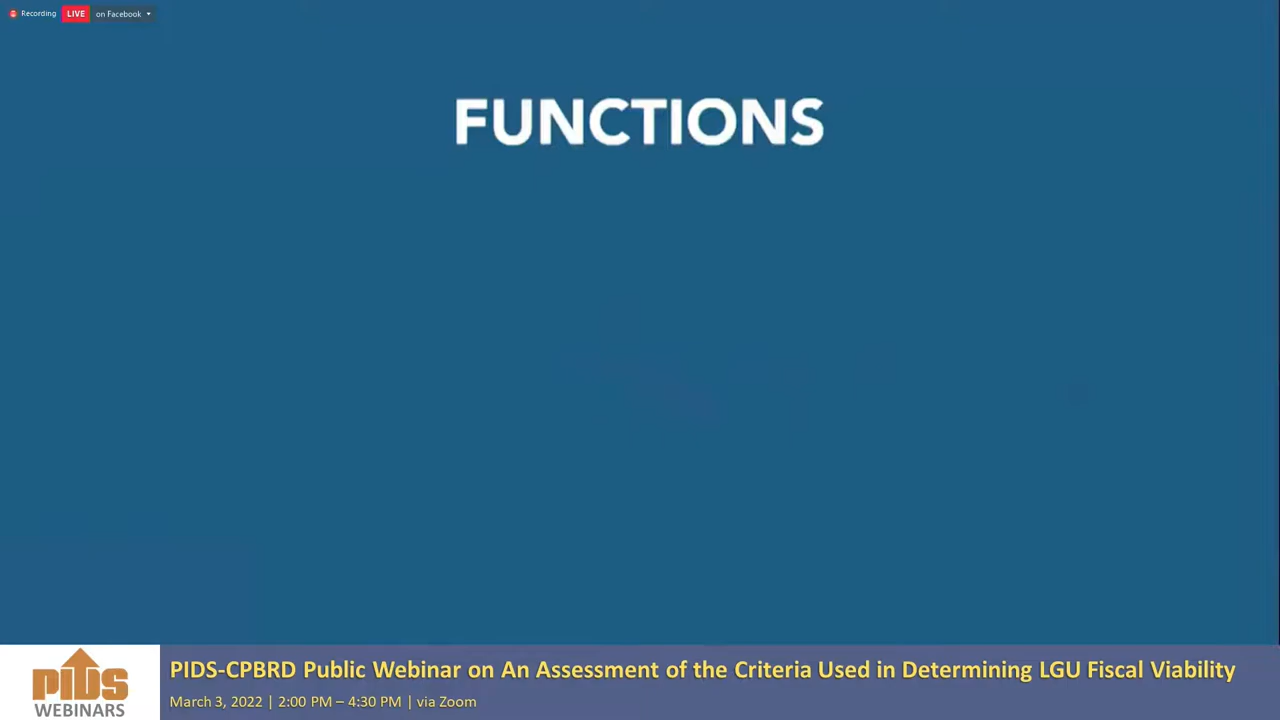 Recording LIVE on Facebook
FUNCTIONS
PIDS
WEBINARS
PIDS-CPBRD Public Webinar on An Assessment of the Criteria Used in Determining LGU Fiscal Viability
March 3, 2022 | 2:00 PM – 4:30 PM | via Zoom